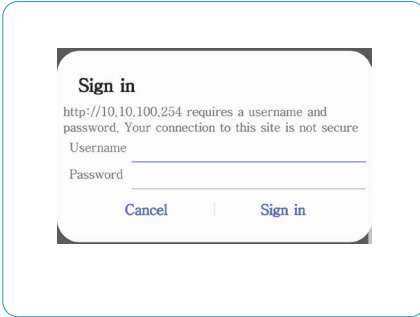 Sign in
http://10.10.100.254 requires a username and
password. Your connection to this site is not secure
Username
Password
Cancel
Sign in